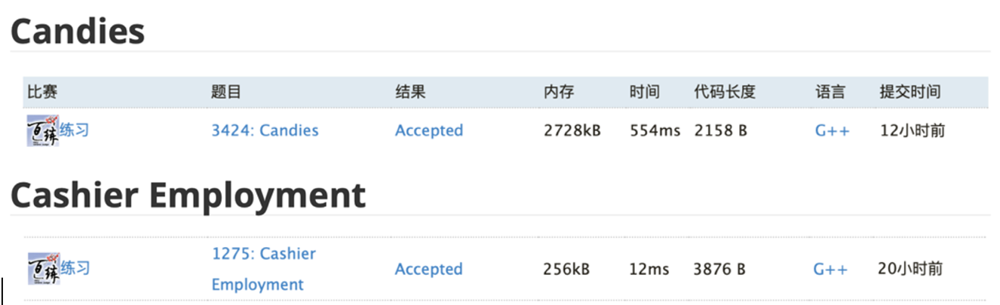 Candies
比赛 题目 结果 内存 时间 代码长度 语言 提交时间
百练 练习 3424: Candies Accepted 2728kB 554ms 2158 B G++ 12小时前
Cashier Employment
百练 练习 1275: Cashier Employment Accepted 256kB 12ms 3876 B G++ 20小时前